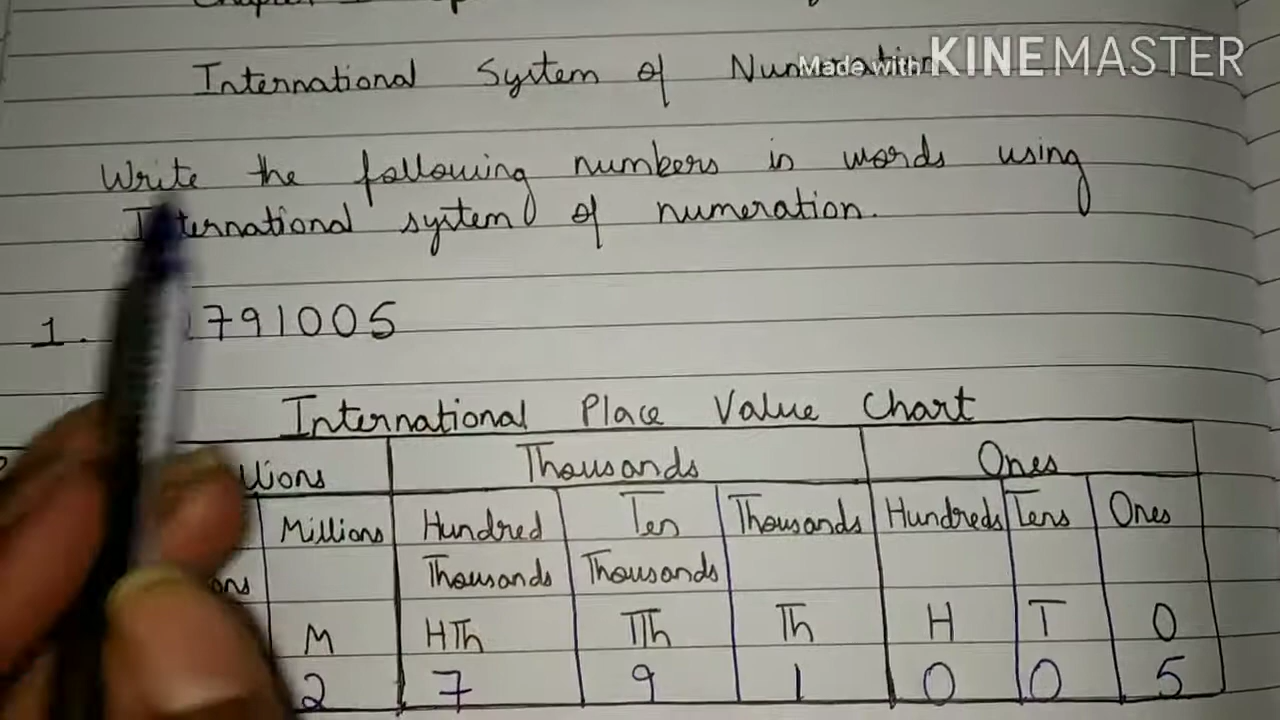 International System of Numeration
Made with KINEMASTER
Write the following numbers in words using
International system of numeration.
1. 791005
International Place Value Chart
Thousands Ones
Millions Hundred Ten Thousands Hundreds Tens Ones
Thousands Thousands
M HTh TTh Th H T O
2 7 9 1 0 0 5